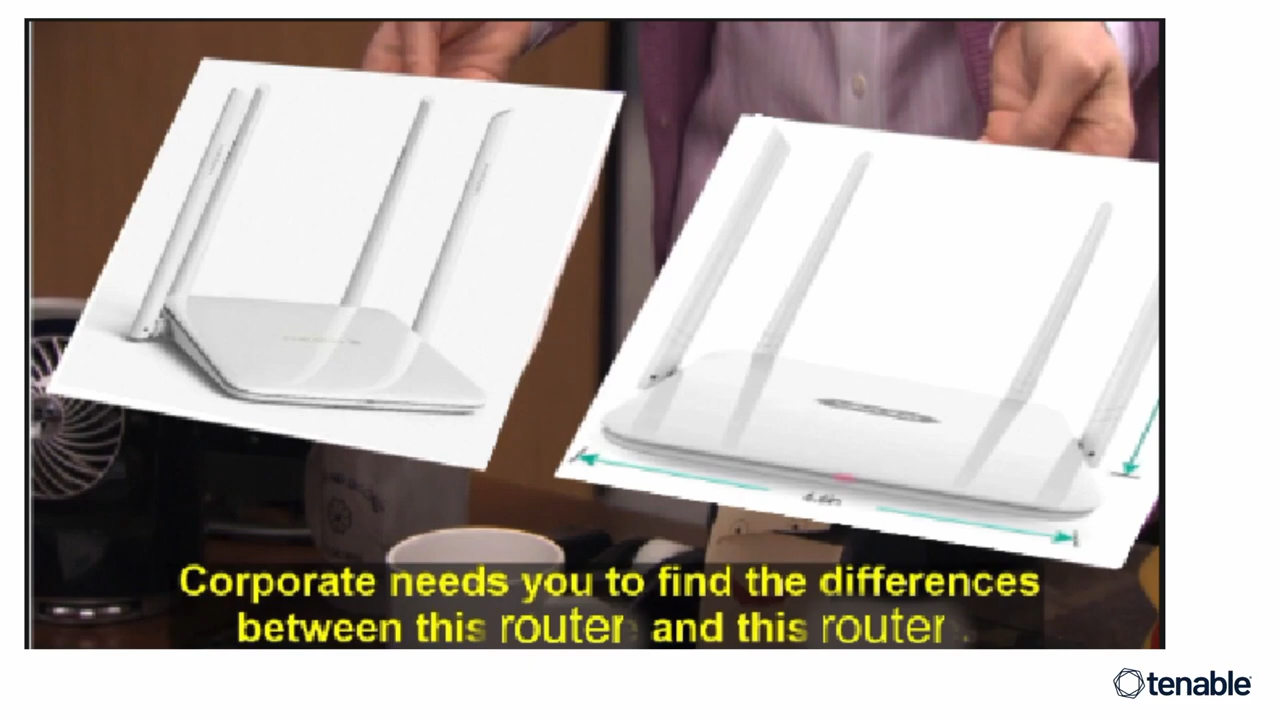 Corporate needs you to find the differences
between this router and this router .
tenable